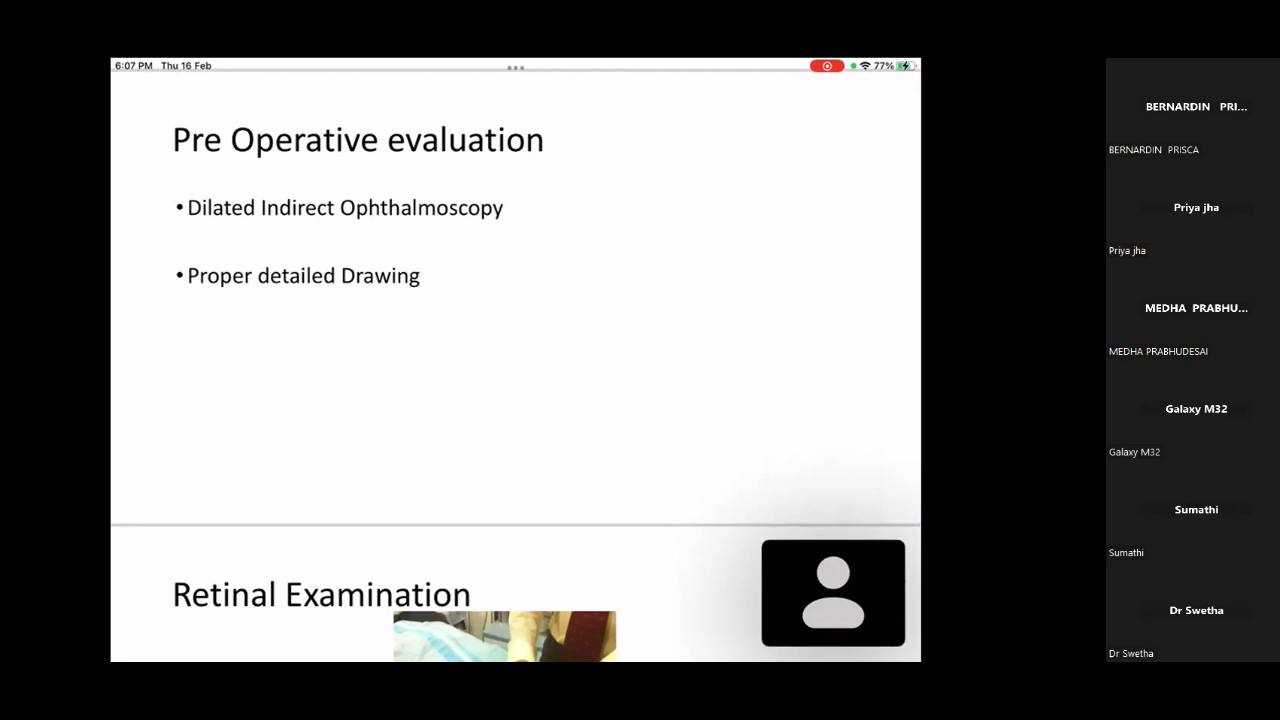 6:07 PM Thu 16 Feb
77%
Pre Operative evaluation
• Dilated Indirect Ophthalmoscopy
• Proper detailed Drawing
Retinal Examination
BERNARDIN PRI...
BERNARDIN PRISCA
Priya jha
Priya jha
MEDHA PRABHU...
MEDHA PRABHUDESAI
Galaxy M32
Galaxy M32
Sumathi
Sumathi
Dr Swetha
Dr Swetha